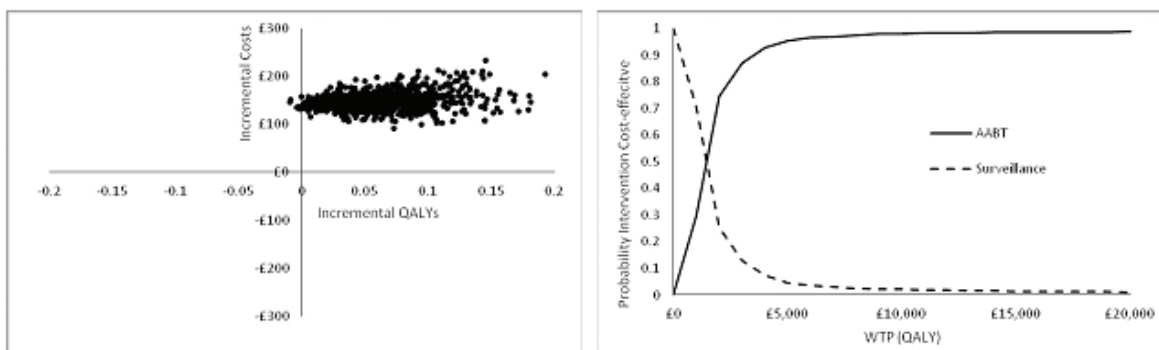 £300
£200
£100
£0
-£100
-£200
-£300
Incremental Costs
-0.2 -0.15 -0.1 -0.05 0 0.05 0.1 0.15 0.2
Incremental QALYs
Probability Intervention Cost-effecitve
1
0.9
0.8
0.7
0.6
0.5
0.4
0.3
0.2
0.1
0
AABT
Surveillance
£0 £5,000 £10,000 £15,000 £20,000
WTP (QALY)